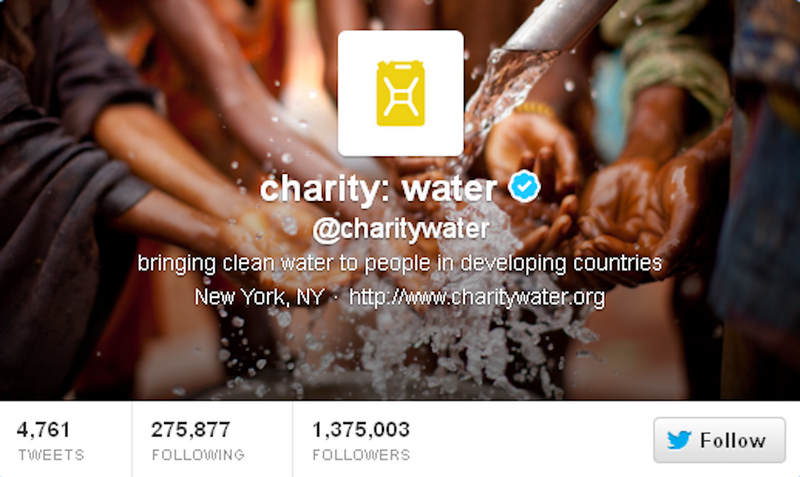 charity: water
@charitywater
bringing clean water to people in developing countries
New York, NY · http://www.charitywater.org
4,761 275,877 1,375,003
TWEETS FOLLOWING FOLLOWERS
Follow